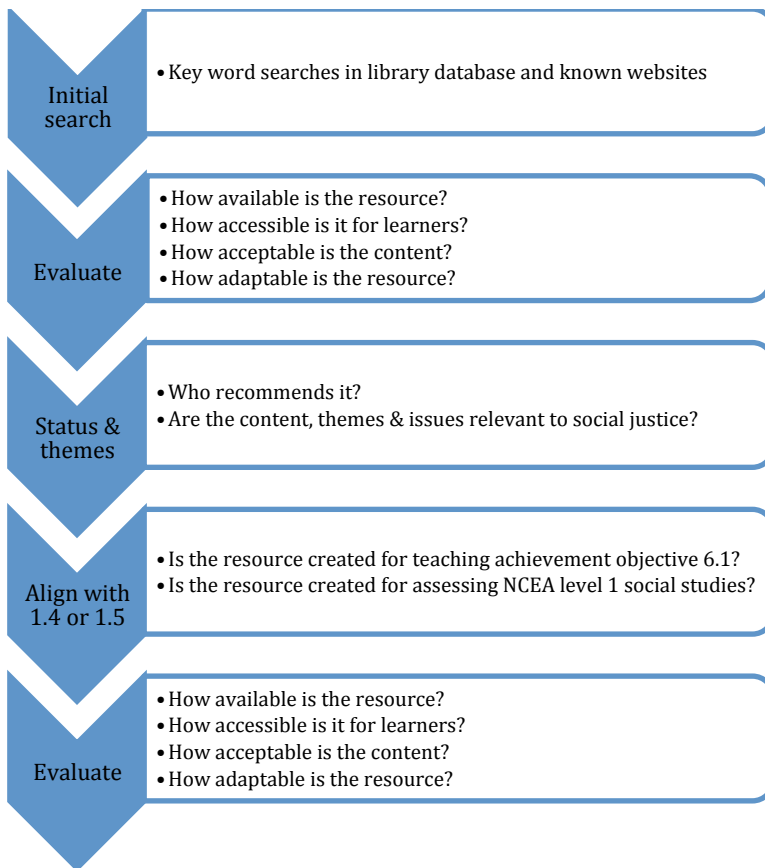 Initial
search
• Key word searches in library database and known websites
Evaluate
• How available is the resource?
• How accessible is it for learners?
• How acceptable is the content?
• How adaptable is the resource?
Status &
themes
• Who recommends it?
• Are the content, themes & issues relevant to social justice?
Align with
1.4 or 1.5
• Is the resource created for teaching achievement objective 6.1?
• Is the resource created for assessing NCEA level 1 social studies?
Evaluate
• How available is the resource?
• How accessible is it for learners?
• How acceptable is the content?
• How adaptable is the resource?